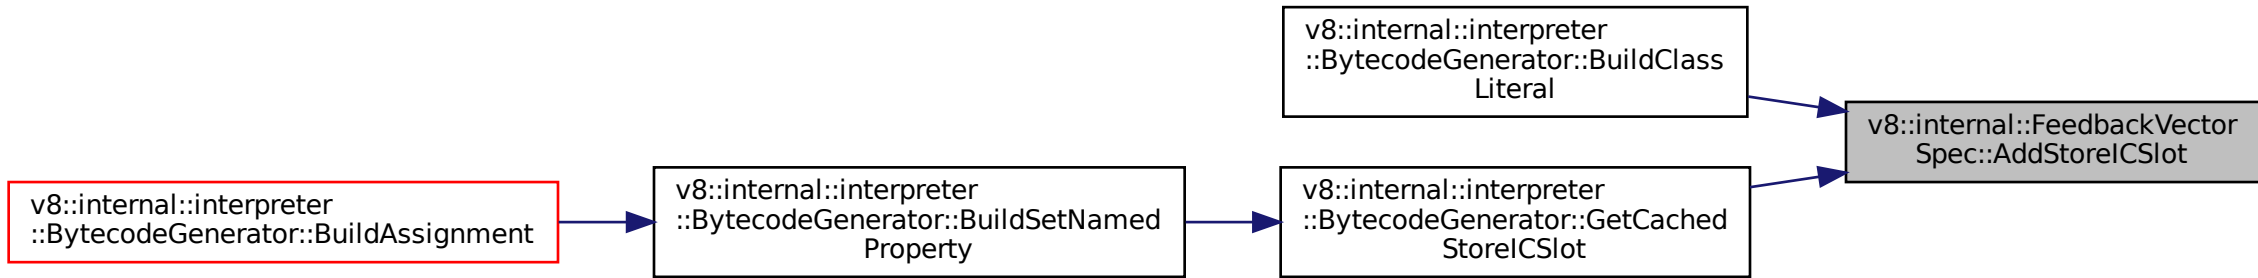 v8::internal::interpreter
::BytecodeGenerator::BuildClass
Literal
v8::internal::FeedbackVector
Spec::AddStoreICSlot
v8::internal::interpreter
::BytecodeGenerator::GetCached
StoreICSlot
v8::internal::interpreter
::BytecodeGenerator::BuildSetNamed
Property
v8::internal::interpreter
::BytecodeGenerator::BuildAssignment